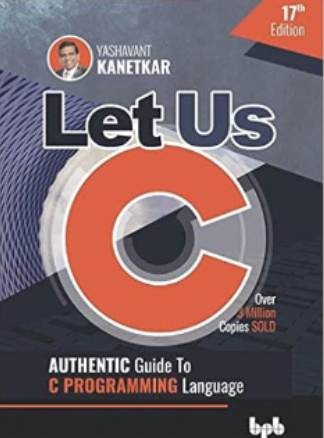 17th
Edition
YASHAVANT
KANETKAR
Let Us
C
Over
3 Million
Copies SOLD
AUTHENTIC Guide To
C PROGRAMMING Language
bpb